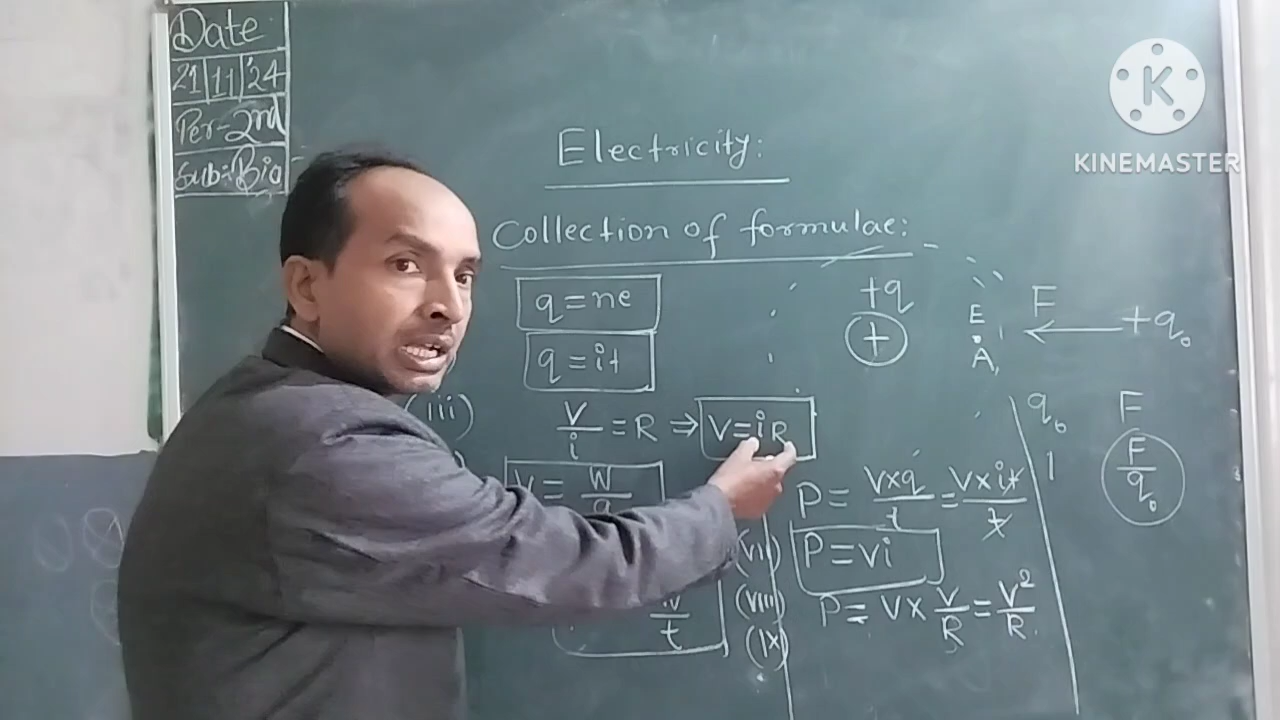 Date
21|11|'24
Per-2nd
Sub:-Bio
K
KINEMASTER
Electricity:
Collection of formulae:-
q=ne
q=it
(iii) V/i = R ⇒ V=iR
V = W/q
W/t
+q
+
E
A
F
+q₀
q₀ F
1 F/q₀
P = V×q/t = V×it/t
(vii) P=vi
(viii) P = V× V/R = V²/R
(ix)